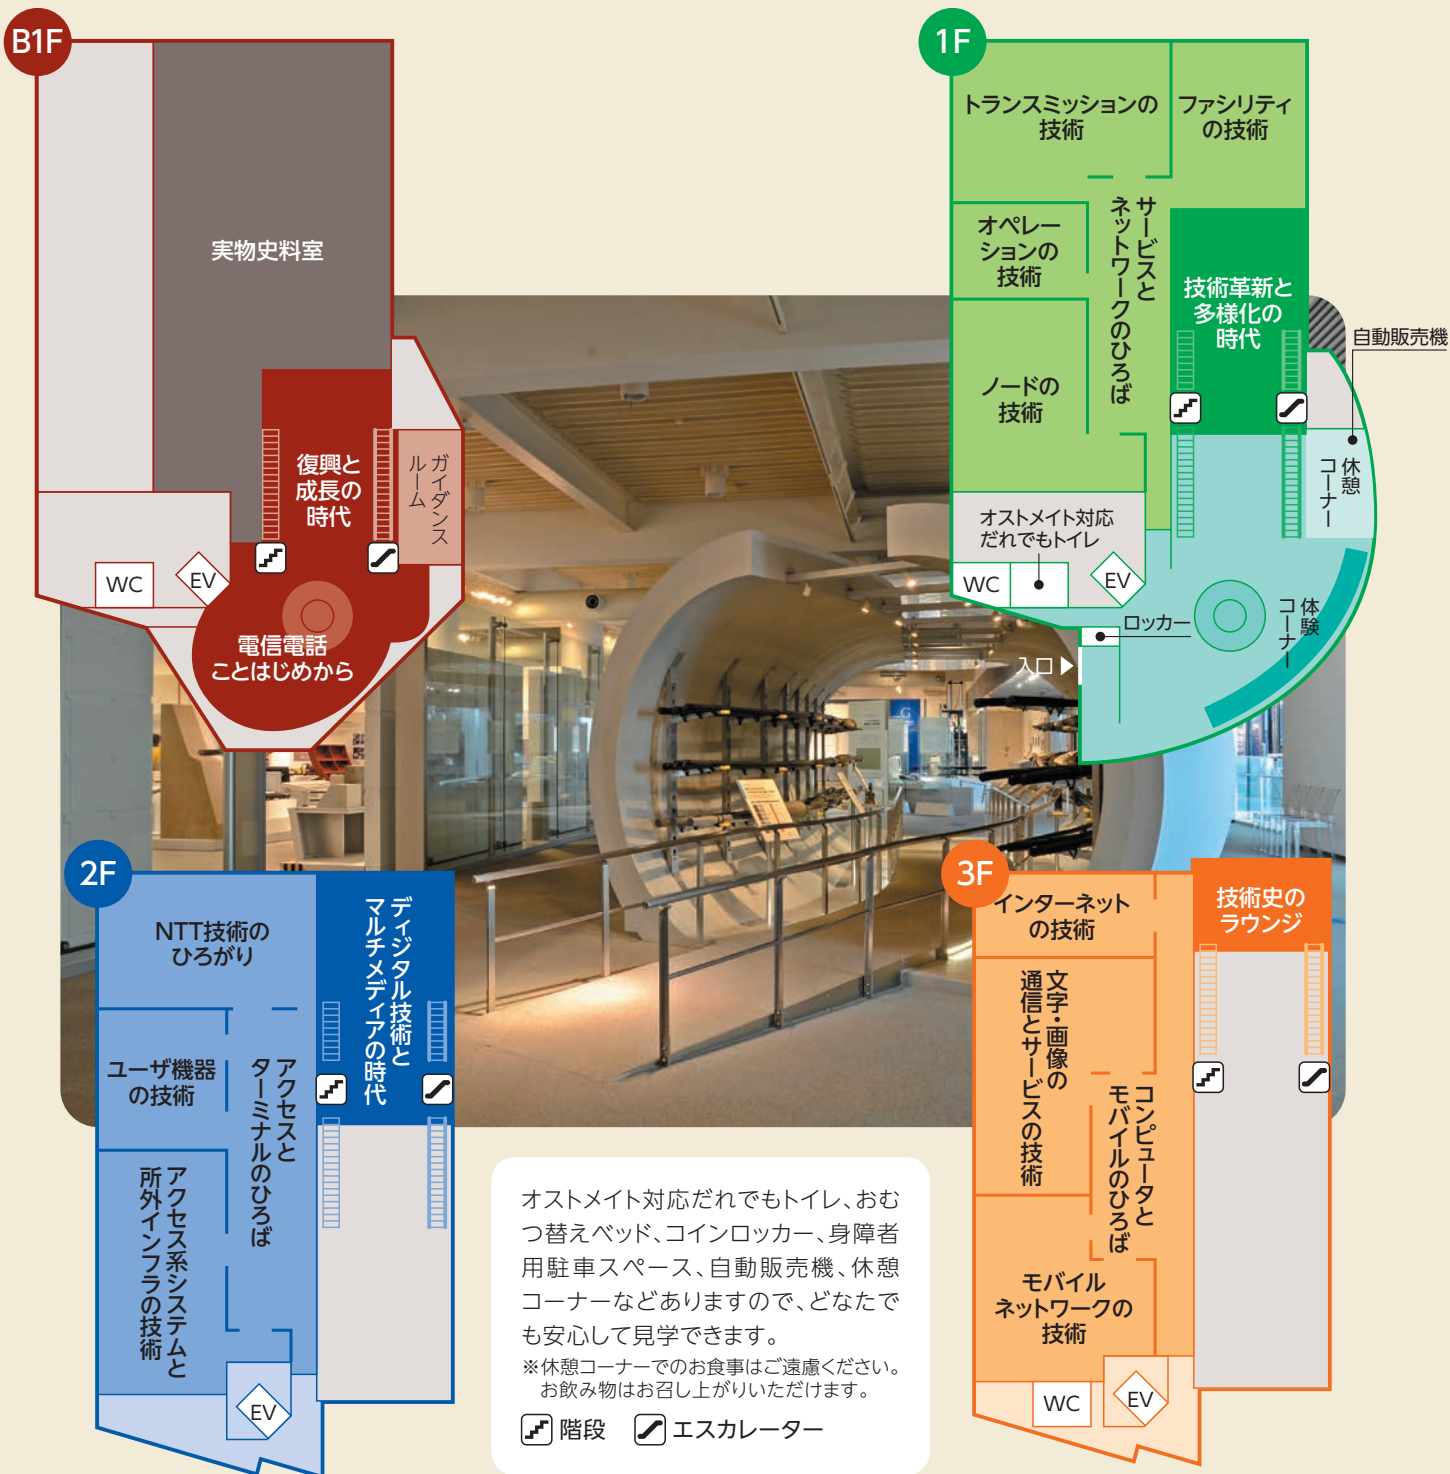 B1F
実物史料室
復興と
成長の
時代
ガイダンス
ルーム
WC
EV
電信電話
ことはじめから
1F
トランスミッションの
技術
ファシリティ
の技術
オペレー
ションの
技術
サービスと
ネットワークのひろば
技術革新と
多様化の
時代
自動販売機
ノードの
技術
休憩
コーナー
オストメイト対応
だれでもトイレ
WC
EV
ロッカー
体験
コーナー
入口
G
2F
NTT技術の
ひろがり
ディジタル技術と
マルチメディアの時代
ユーザ機器
の技術
アクセスと
ターミナルのひろば
アクセス系システムと
所外インフラの技術
EV
3F
インターネット
の技術
技術史の
ラウンジ
文字・画像の
通信とサービスの技術
コンピュータと
モバイルのひろば
モバイル
ネットワークの
技術
WC
EV
オストメイト対応だれでもトイレ、おむ
つ替えベッド、コインロッカー、身障者
用駐車スペース、自動販売機、休憩
コーナーなどありますので、どなたで
も安心して見学できます。
※休憩コーナーでのお食事はご遠慮ください。
お飲み物はお召し上がりいただけます。
階段 エスカレーター